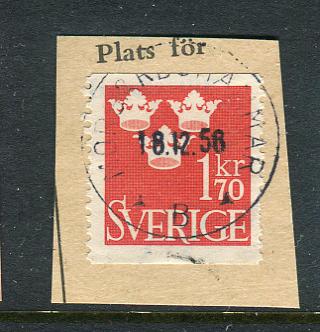 Plats för
18.12.56
1 kr
70
SVERIGE
B